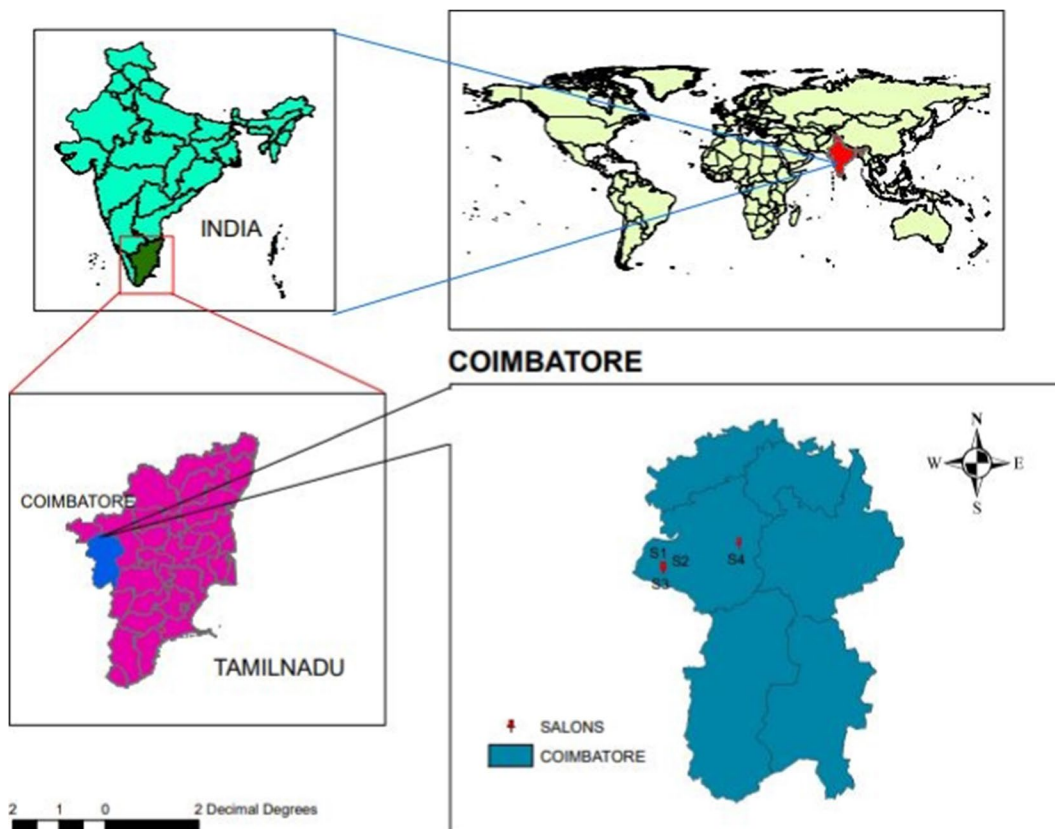 INDIA
COIMBATORE
COIMBATORE
TAMILNADU
N
W E
S
S1
S2
S3
S4
SALONS
COIMBATORE
2 1 0 2 Decimal Degrees